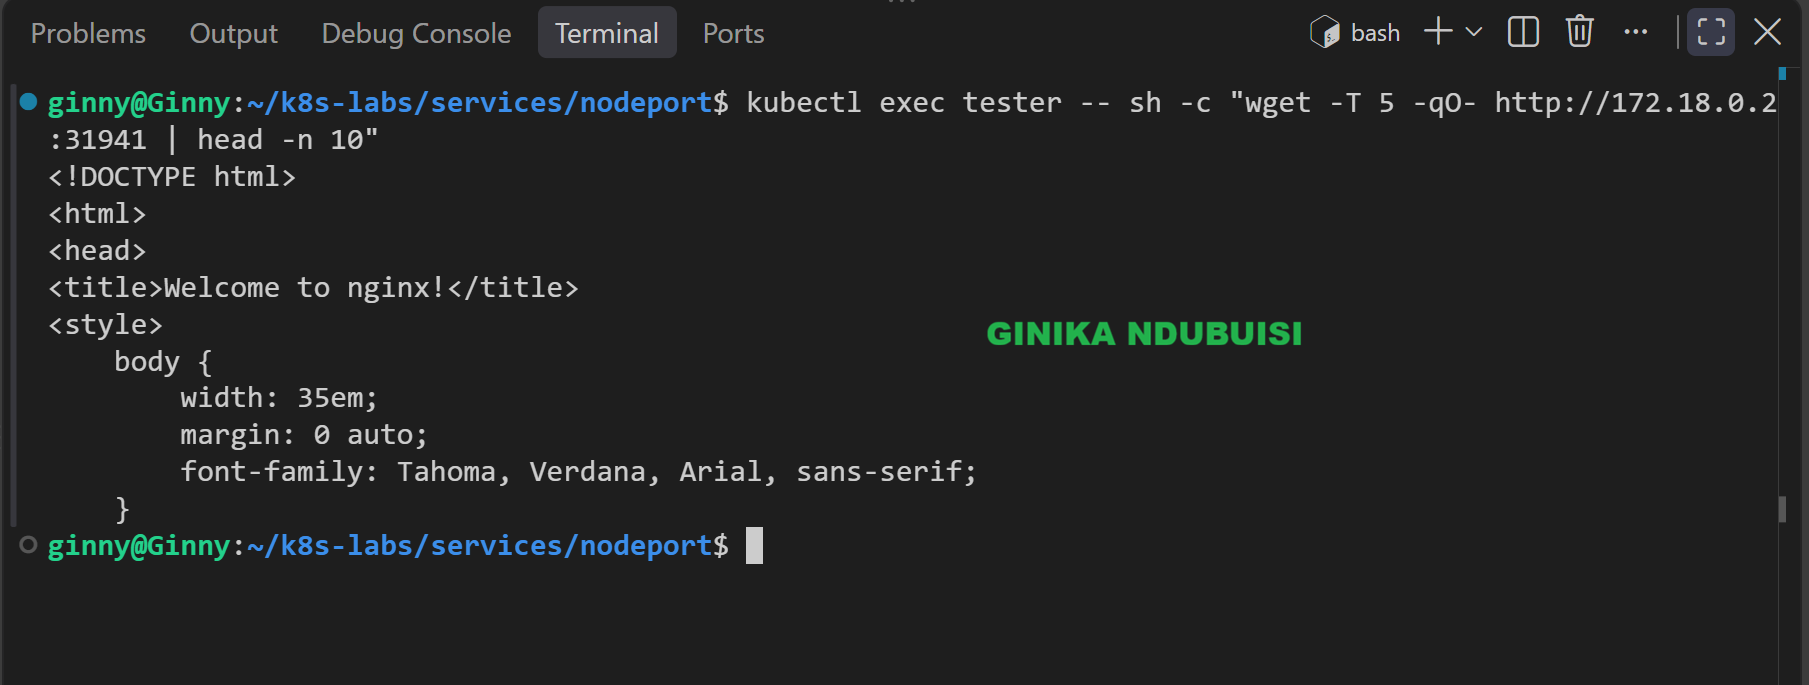 Problems Output Debug Console Terminal Ports bash
ginny@Ginny:~/k8s-labs/services/nodeport$ kubectl exec tester -- sh -c "wget -T 5 -qO- http://172.18.0.2
:31941 | head -n 10"
<!DOCTYPE html>
<html>
<head>
<title>Welcome to nginx!</title>
<style>
    body {
        width: 35em;
        margin: 0 auto;
        font-family: Tahoma, Verdana, Arial, sans-serif;
    }
ginny@Ginny:~/k8s-labs/services/nodeport$
GINIKA NDUBUISI